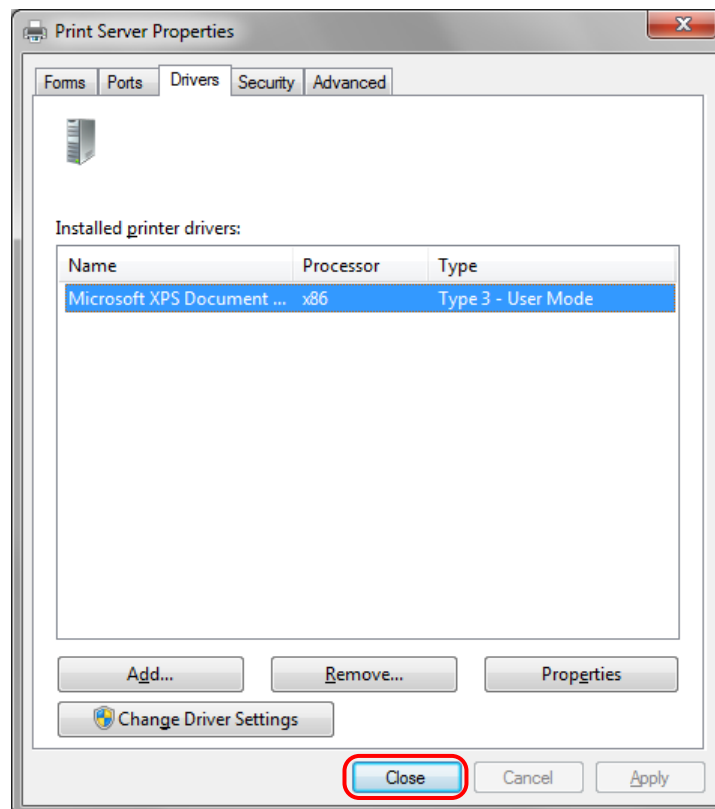 Print Server Properties
Forms Ports Drivers Security Advanced
Installed printer drivers:
Name Processor Type
Microsoft XPS Document ... x86 Type 3 - User Mode
Add... Remove... Properties
Change Driver Settings
Close Cancel Apply